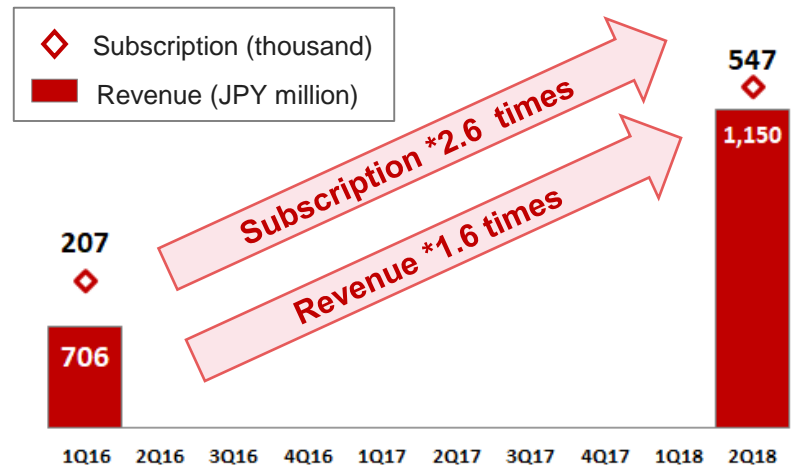 Subscription (thousand)
Revenue (JPY million)
Subscription *2.6 times
Revenue *1.6 times
207
706
547
1,150
1Q16 2Q16 3Q16 4Q16 1Q17 2Q17 3Q17 4Q17 1Q18 2Q18